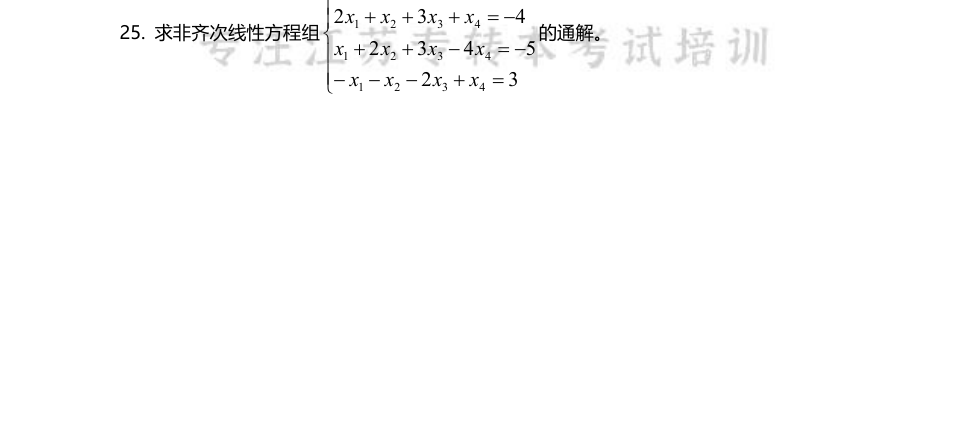 25. 求非齐次线性方程组{2x₁ + x₂ + 3x₃ + x₄ = −4
x₁ + 2x₂ + 3x₃ − 4x₄ = −5
−x₁ − x₂ − 2x₃ + x₄ = 3
的通解。
专注江苏专转本考试培训